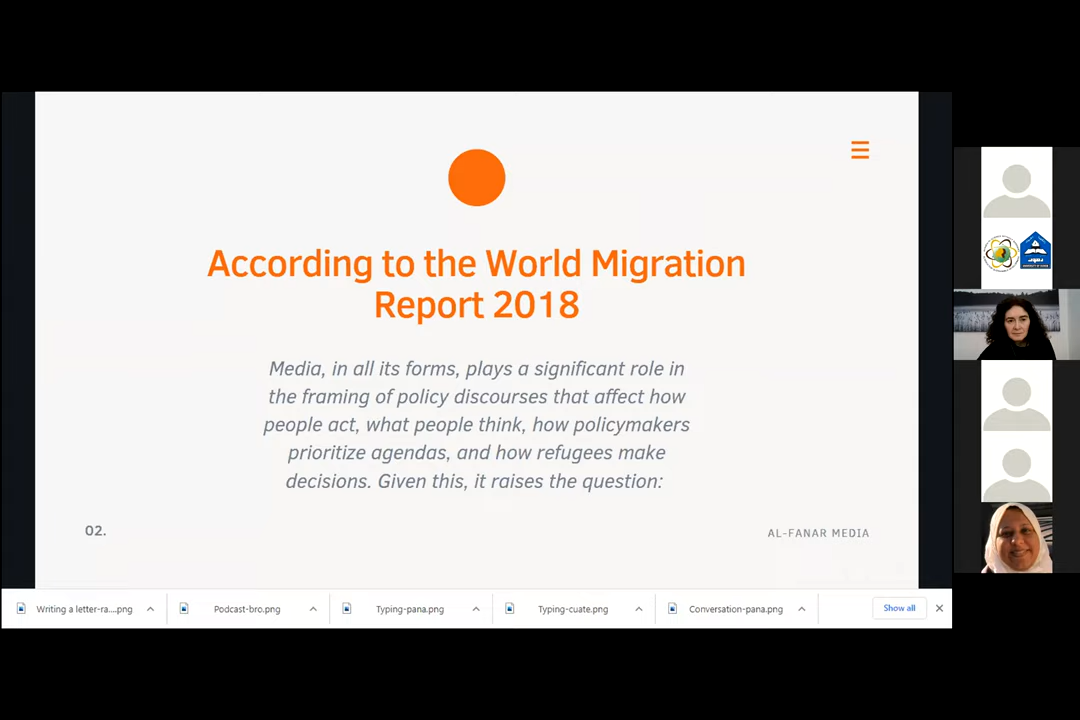 According to the World Migration
Report 2018
Media, in all its forms, plays a significant role in
the framing of policy discourses that affect how
people act, what people think, how policymakers
prioritize agendas, and how refugees make
decisions. Given this, it raises the question:
02.
AL-FANAR MEDIA
Writing a letter-ra....png
Podcast-bro.png
Typing-pana.png
Typing-cuate.png
Conversation-pana.png
Show all